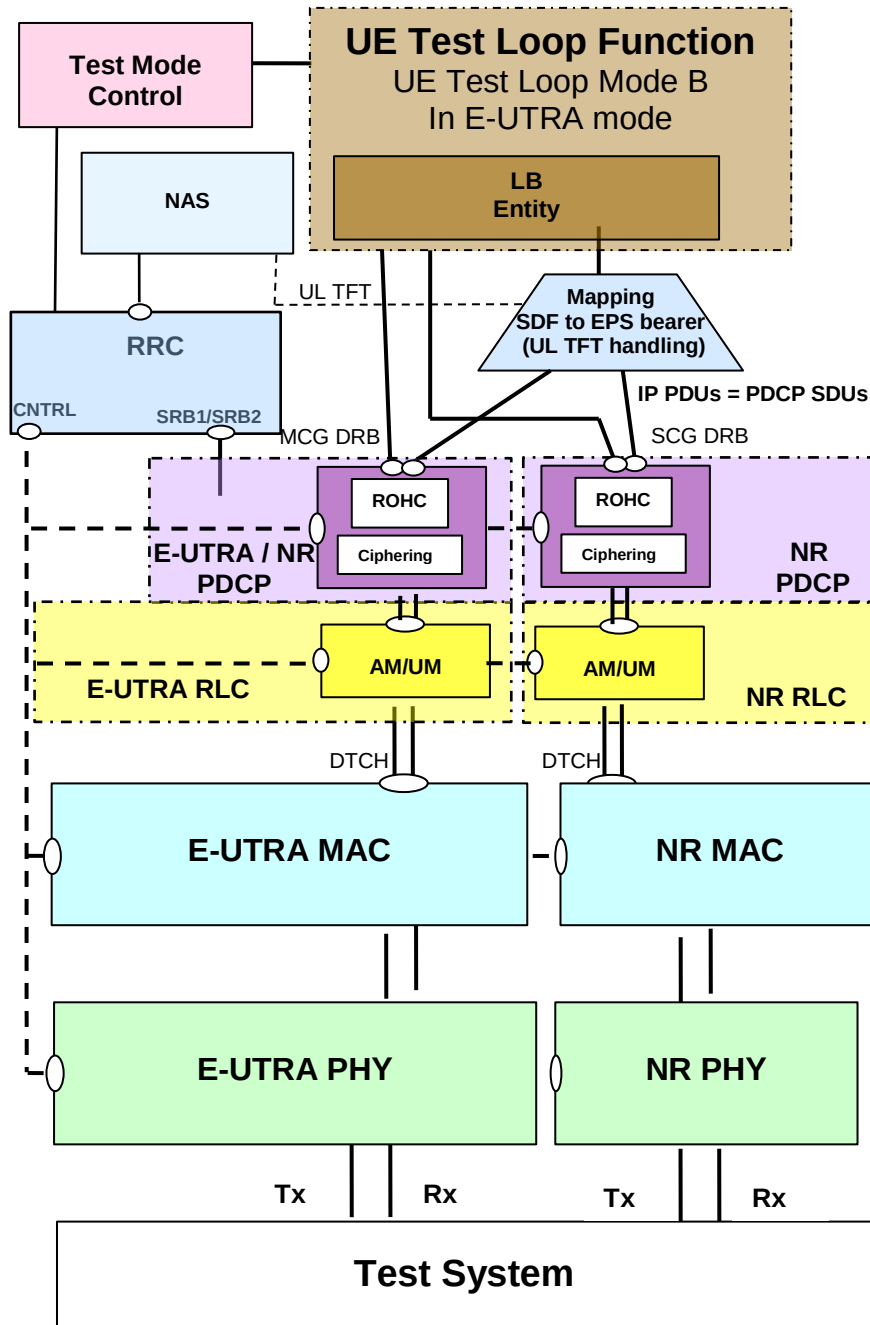 UE Test Loop Function
UE Test Loop Mode B
In E-UTRA mode
Test Mode
Control
LB
Entity
NAS
UL TFT
Mapping
SDF to EPS bearer
(UL TFT handling)
RRC
CNTRL
SRB1/SRB2
IP PDUs = PDCP SDUs
MCG DRB
SCG DRB
ROHC
Ciphering
E-UTRA / NR
PDCP
ROHC
Ciphering
NR
PDCP
AM/UM
E-UTRA RLC
AM/UM
NR RLC
DTCH
DTCH
E-UTRA MAC
NR MAC
E-UTRA PHY
NR PHY
Tx
Rx
Tx
Rx
Test System